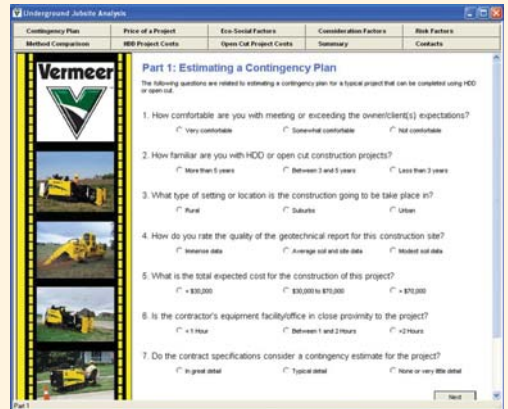 Underground Jobsite Analysis
Contingency Plan Price of a Project Eco-Social Factors Consideration Factors Risk Factors
Method Comparison HDD Project Costs Open Cut Project Costs Summary Contacts
Vermeer
Part 1: Estimating a Contingency Plan
The following questions are related to estimating a contingency plan for a typical project that can be completed using HDD
or open cut.
1. How comfortable are you with meeting or exceeding the owner/client(s) expectations?
Very comfortable Somewhat comfortable Not comfortable
2. How familiar are you with HDD or open cut construction projects?
More than 5 years Between 3 and 5 years Less than 3 years
3. What type of setting or location is the construction going to be take place in?
Rural Suburbs Urban
4. How do you rate the quality of the geotechnical report for this construction site?
Immense data Average soil and site data Modest soil data
5. What is the total expected cost for the construction of this project?
< $30,000 $30,000 to $70,000 > $70,000
6. Is the contractor's equipment facility/office in close proximity to the project?
< 1 Hour Between 1 and 2 Hours >2 Hours
7. Do the contract specifications consider a contingency estimate for the project?
In great detail Typical detail None or very little detail
Next
Part 1